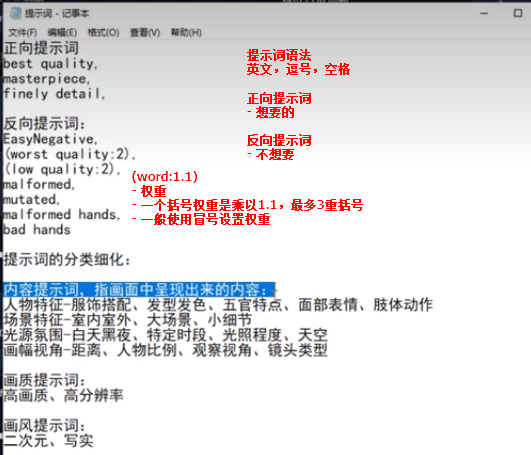 提示词 - 记事本
文件(F) 编辑(E) 格式(O) 查看(V) 帮助(H)
正向提示词
best quality,
masterpiece,
finely detail,
提示词语法
英文，逗号，空格
正向提示词
- 想要的
反向提示词
- 不想要
反向提示词：
EasyNegative,
(worst quality:2),
(low quality:2),
malformed,
mutated,
malformed hands,
bad hands
(word:1.1)
- 权重
- 一个括号权重是乘以1.1，最多3重括号
- 一般使用冒号设置权重
提示词的分类细化：
内容提示词，指画面中呈现出来的内容：
人物特征-服饰搭配、发型发色、五官特点、面部表情、肢体动作
场景特征-室内室外、大场景、小细节
光源氛围-白天黑夜、特定时段、光照程度、天空
画幅视角-距离、人物比例、观察视角、镜头类型
画质提示词：
高画质、高分辨率
画风提示词：
二次元、写实